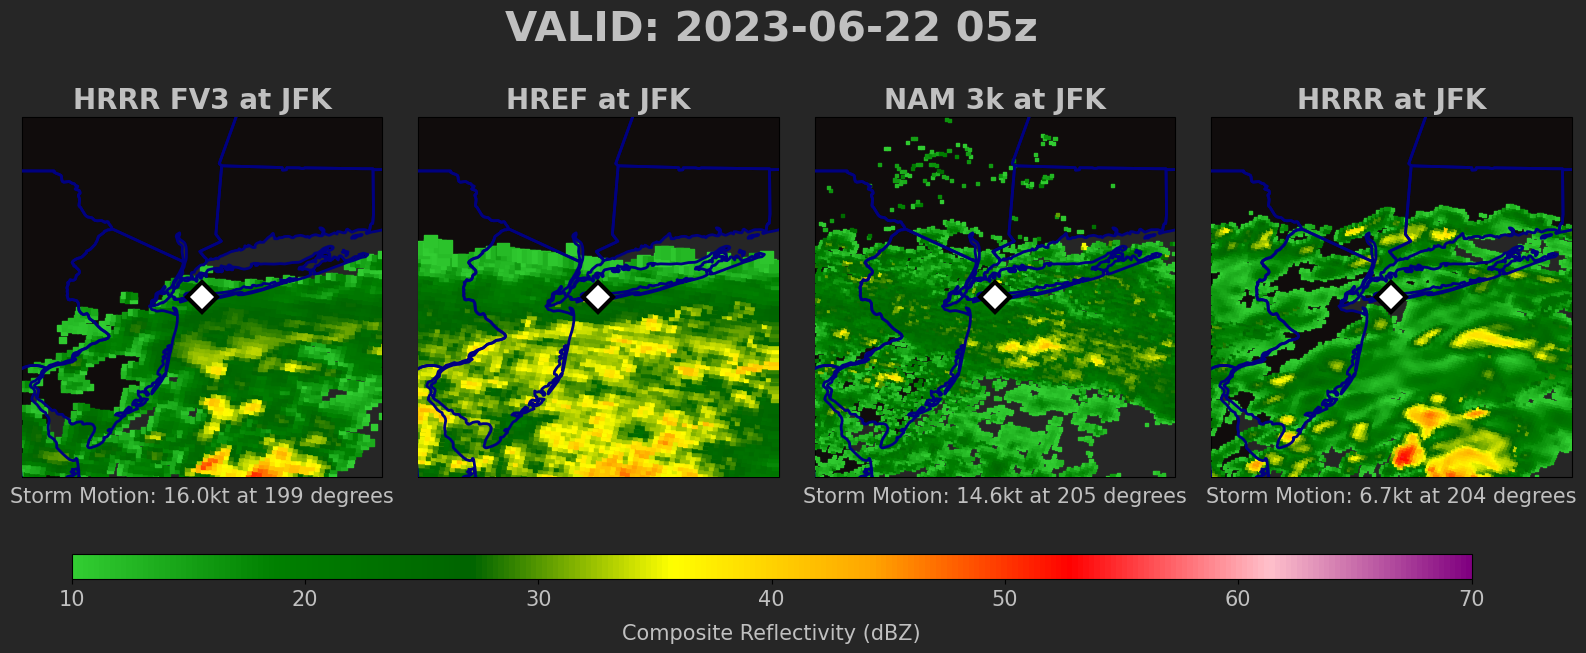 VALID: 2023-06-22 05z
HRRR FV3 at JFK
HREF at JFK
NAM 3k at JFK
HRRR at JFK
Storm Motion: 16.0kt at 199 degrees
Storm Motion: 14.6kt at 205 degrees
Storm Motion: 6.7kt at 204 degrees
10 20 30 40 50 60 70
Composite Reflectivity (dBZ)